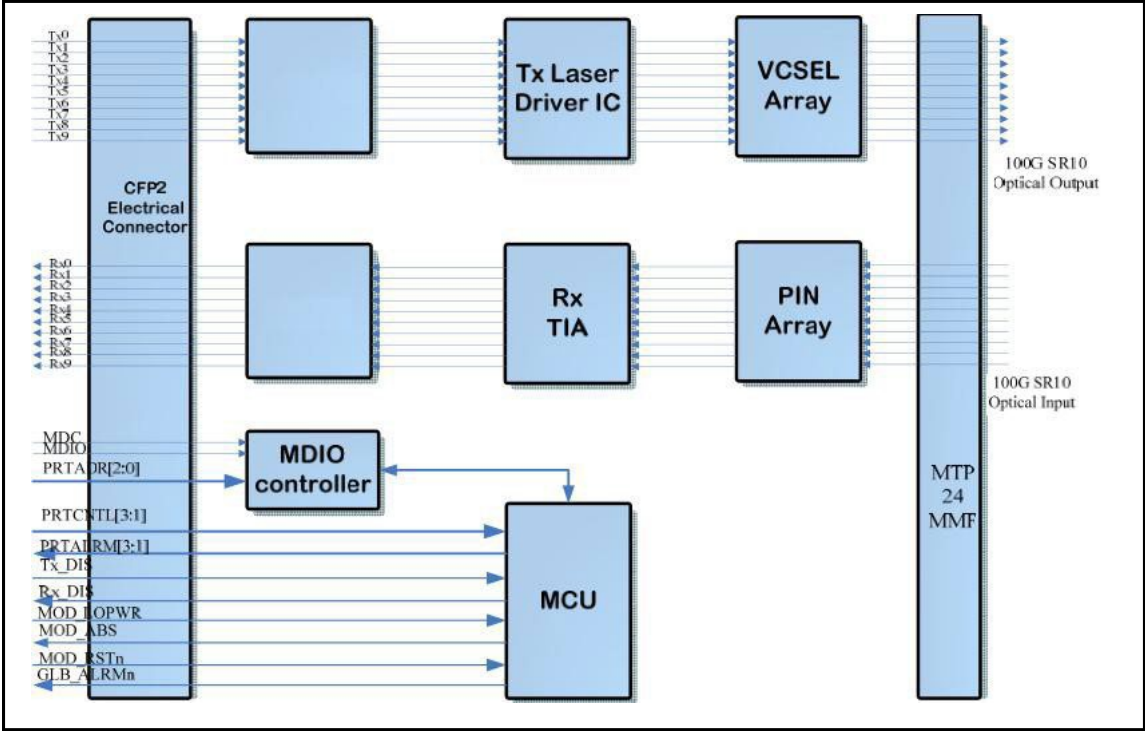 Tx0
Tx1
Tx2
Tx3
Tx4
Tx5
Tx6
Tx7
Tx8
Tx9
Tx Laser
Driver IC
VCSEL
Array
100G SR10
Optical Output
CFP2
Electrical
Connector
Rx0
Rx1
Rx2
Rx3
Rx4
Rx5
Rx6
Rx7
Rx8
Rx9
Rx
TIA
PIN
Array
100G SR10
Optical Input
MDC
MDIO
PRTADR[2:0]
MDIO
controller
MTP
24
MMF
PRTCNTL[3:1]
PRTALRM[3:1]
Tx_DIS
Rx_DIS
MOD_LOPWR
MOD_ABS
MOD_RSTn
GLB_ALRMn
MCU